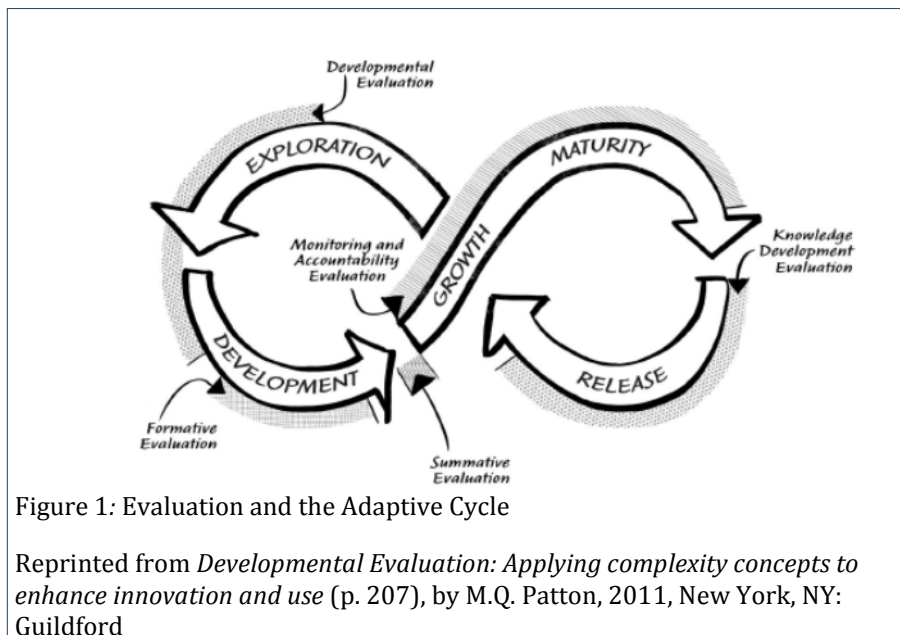 Developmental
Evaluation
EXPLORATION
MATURITY
Monitoring and
Accountability
Evaluation
GROWTH
Knowledge
Development
Evaluation
DEVELOPMENT
RELEASE
Formative
Evaluation
Summative
Evaluation
Figure 1: Evaluation and the Adaptive Cycle
Reprinted from Developmental Evaluation: Applying complexity concepts to
enhance innovation and use (p. 207), by M.Q. Patton, 2011, New York, NY:
Guildford